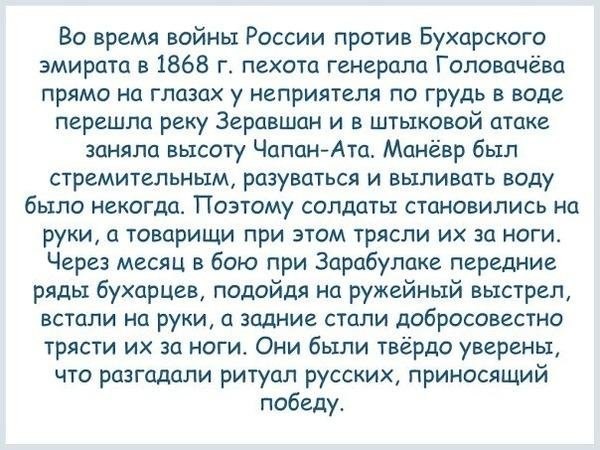 Во время войны России против Бухарского
эмирата в 1868 г. пехота генерала Головачёва
прямо на глазах у неприятеля по грудь в воде
перешла реку Зеравшан и в штыковой атаке
заняла высоту Чапан-Ата. Манёвр был
стремительным, разуваться и выливать воду
было некогда. Поэтому солдаты становились на
руки, а товарищи при этом трясли их за ноги.
Через месяц в бою при Зарабулаке передние
ряды бухарцев, подойдя на ружейный выстрел,
встали на руки, а задние стали добросовестно
трясти их за ноги. Они были твёрдо уверены,
что разгадали ритуал русских, приносящий
победу.